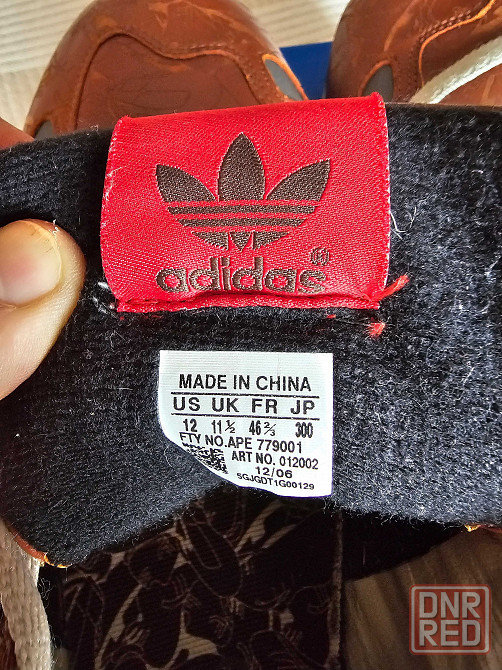 adidas®
MADE IN CHINA
US UK FR JP
12 11½ 46⅔ 300
FTY NO.APE 779001
ART NO. 012002
12/06
5GJGDT1G00129
DNR
RED